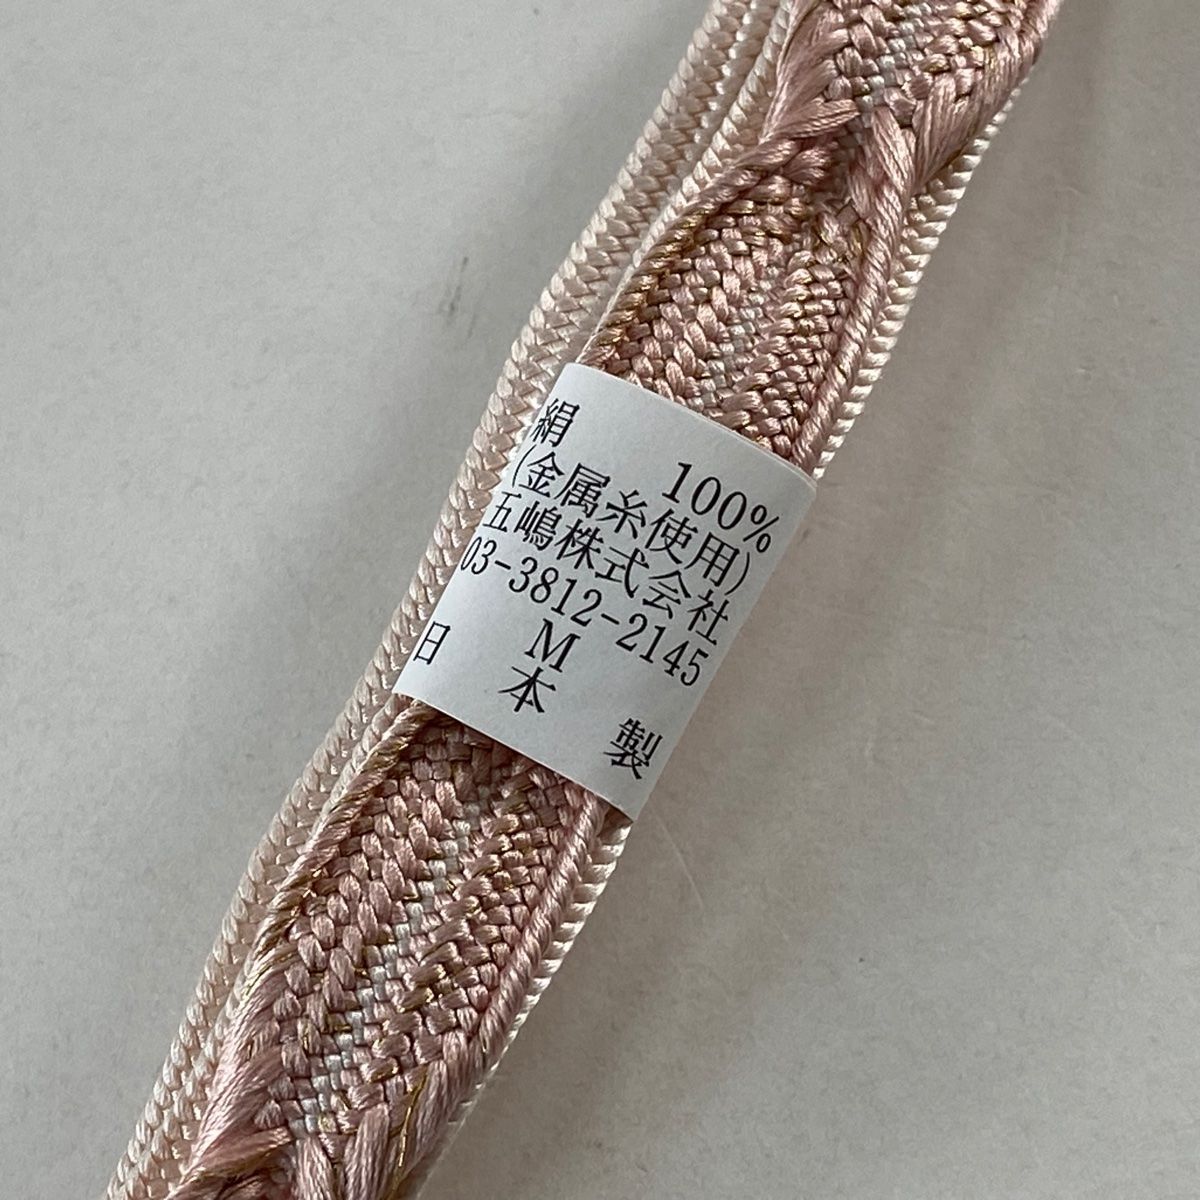 絹 100%
(金属糸使用)
五嶋株式会社
03-3812-2145
M
日本製